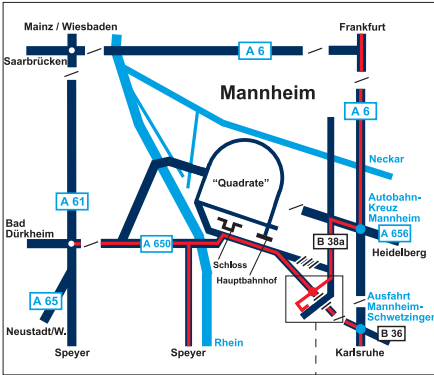 Mainz / Wiesbaden
Frankfurt
A 6
Saarbrücken
Mannheim
A 6
Neckar
"Quadrate"
A 61
Autobahn-
Kreuz
Mannheim
Bad
Dürkheim
A 650
B 38a
A 656
Heidelberg
Schloss
Hauptbahnhof
A 65
Ausfahrt
Mannheim-
Schwetzingen
Neustadt/W.
Rhein
B 36
Speyer
Speyer
Karlsruhe